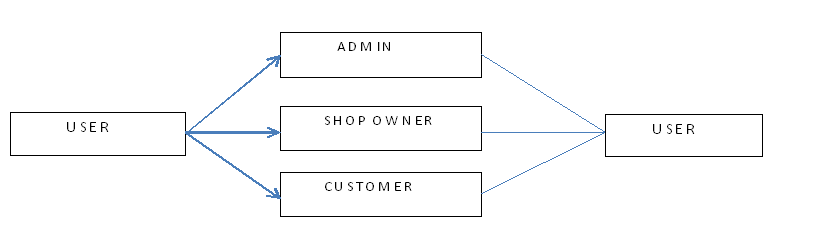 ADMIN
SHOP OWNER
USER
USER
CUSTOMER